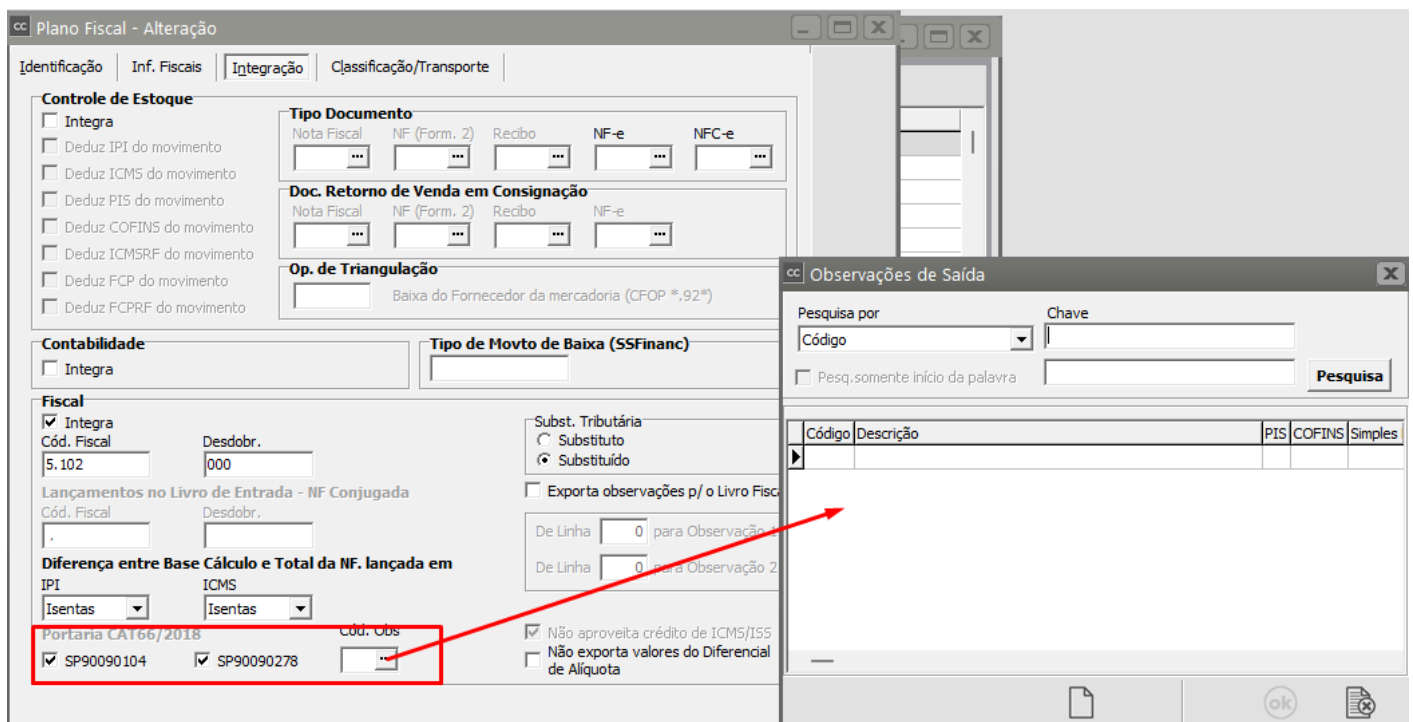 cc Plano Fiscal - Alteração
Identificação Inf. Fiscais Integração Classificação/Transporte
Controle de Estoque
Integra
Deduz IPI do movimento
Deduz ICMS do movimento
Deduz PIS do movimento
Deduz COFINS do movimento
Deduz ICMSRF do movimento
Deduz FCP do movimento
Deduz FCPRF do movimento
Tipo Documento
Nota Fiscal NF (Form. 2) Recibo NF-e NFC-e
... ... ... ... ...
Doc. Retorno de Venda em Consignação
Nota Fiscal NF (Form. 2) Recibo NF-e
... ... ... ...
Op. de Triangulação
Baixa do Fornecedor da mercadoria (CFOP *.92*)
Contabilidade
Integra
Tipo de Movto de Baixa (SSFinanc)
Fiscal
Integra
Cód. Fiscal Desdobr.
5.102 000
Lançamentos no Livro de Entrada - NF Conjugada
Cód. Fiscal Desdobr.
.
Diferença entre Base Cálculo e Total da NF. lançada em
IPI ICMS
Isentas Isentas
Portaria CAT66/2018 Cód. Obs
SP90090104 SP90090278 ...
Subst. Tributária
Substituto
Substituído
Exporta observações p/ o Livro Fisca
De Linha 0 para Observação 1
De Linha 0 para Observação 2
Não aproveita crédito de ICMS/ISS
Não exporta valores do Diferencial
de Alíquota
cc Observações de Saída
Pesquisa por Chave
Código
Pesq.somente início da palavra Pesquisa
Código Descrição PIS COFINS Simples
ok